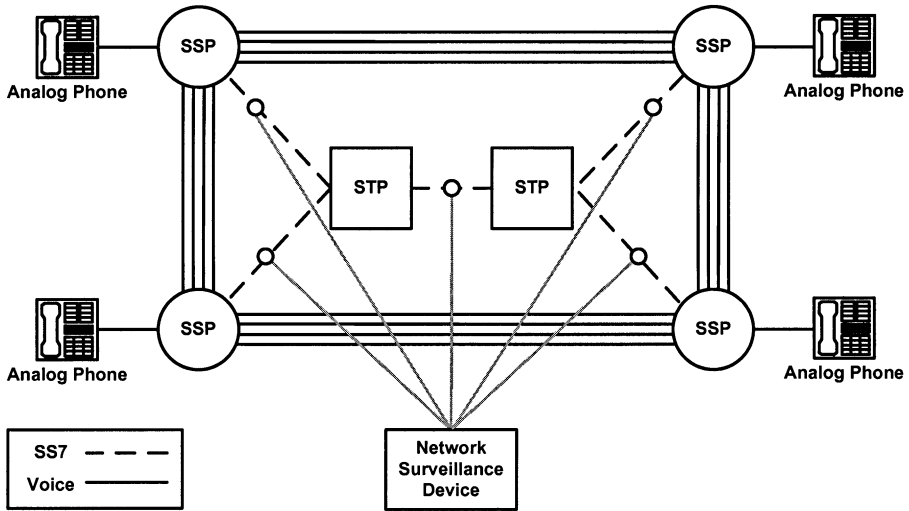 SSP
SSP
Analog Phone
Analog Phone
STP
STP
SSP
SSP
Analog Phone
Analog Phone
SS7
Voice
Network
Surveillance
Device